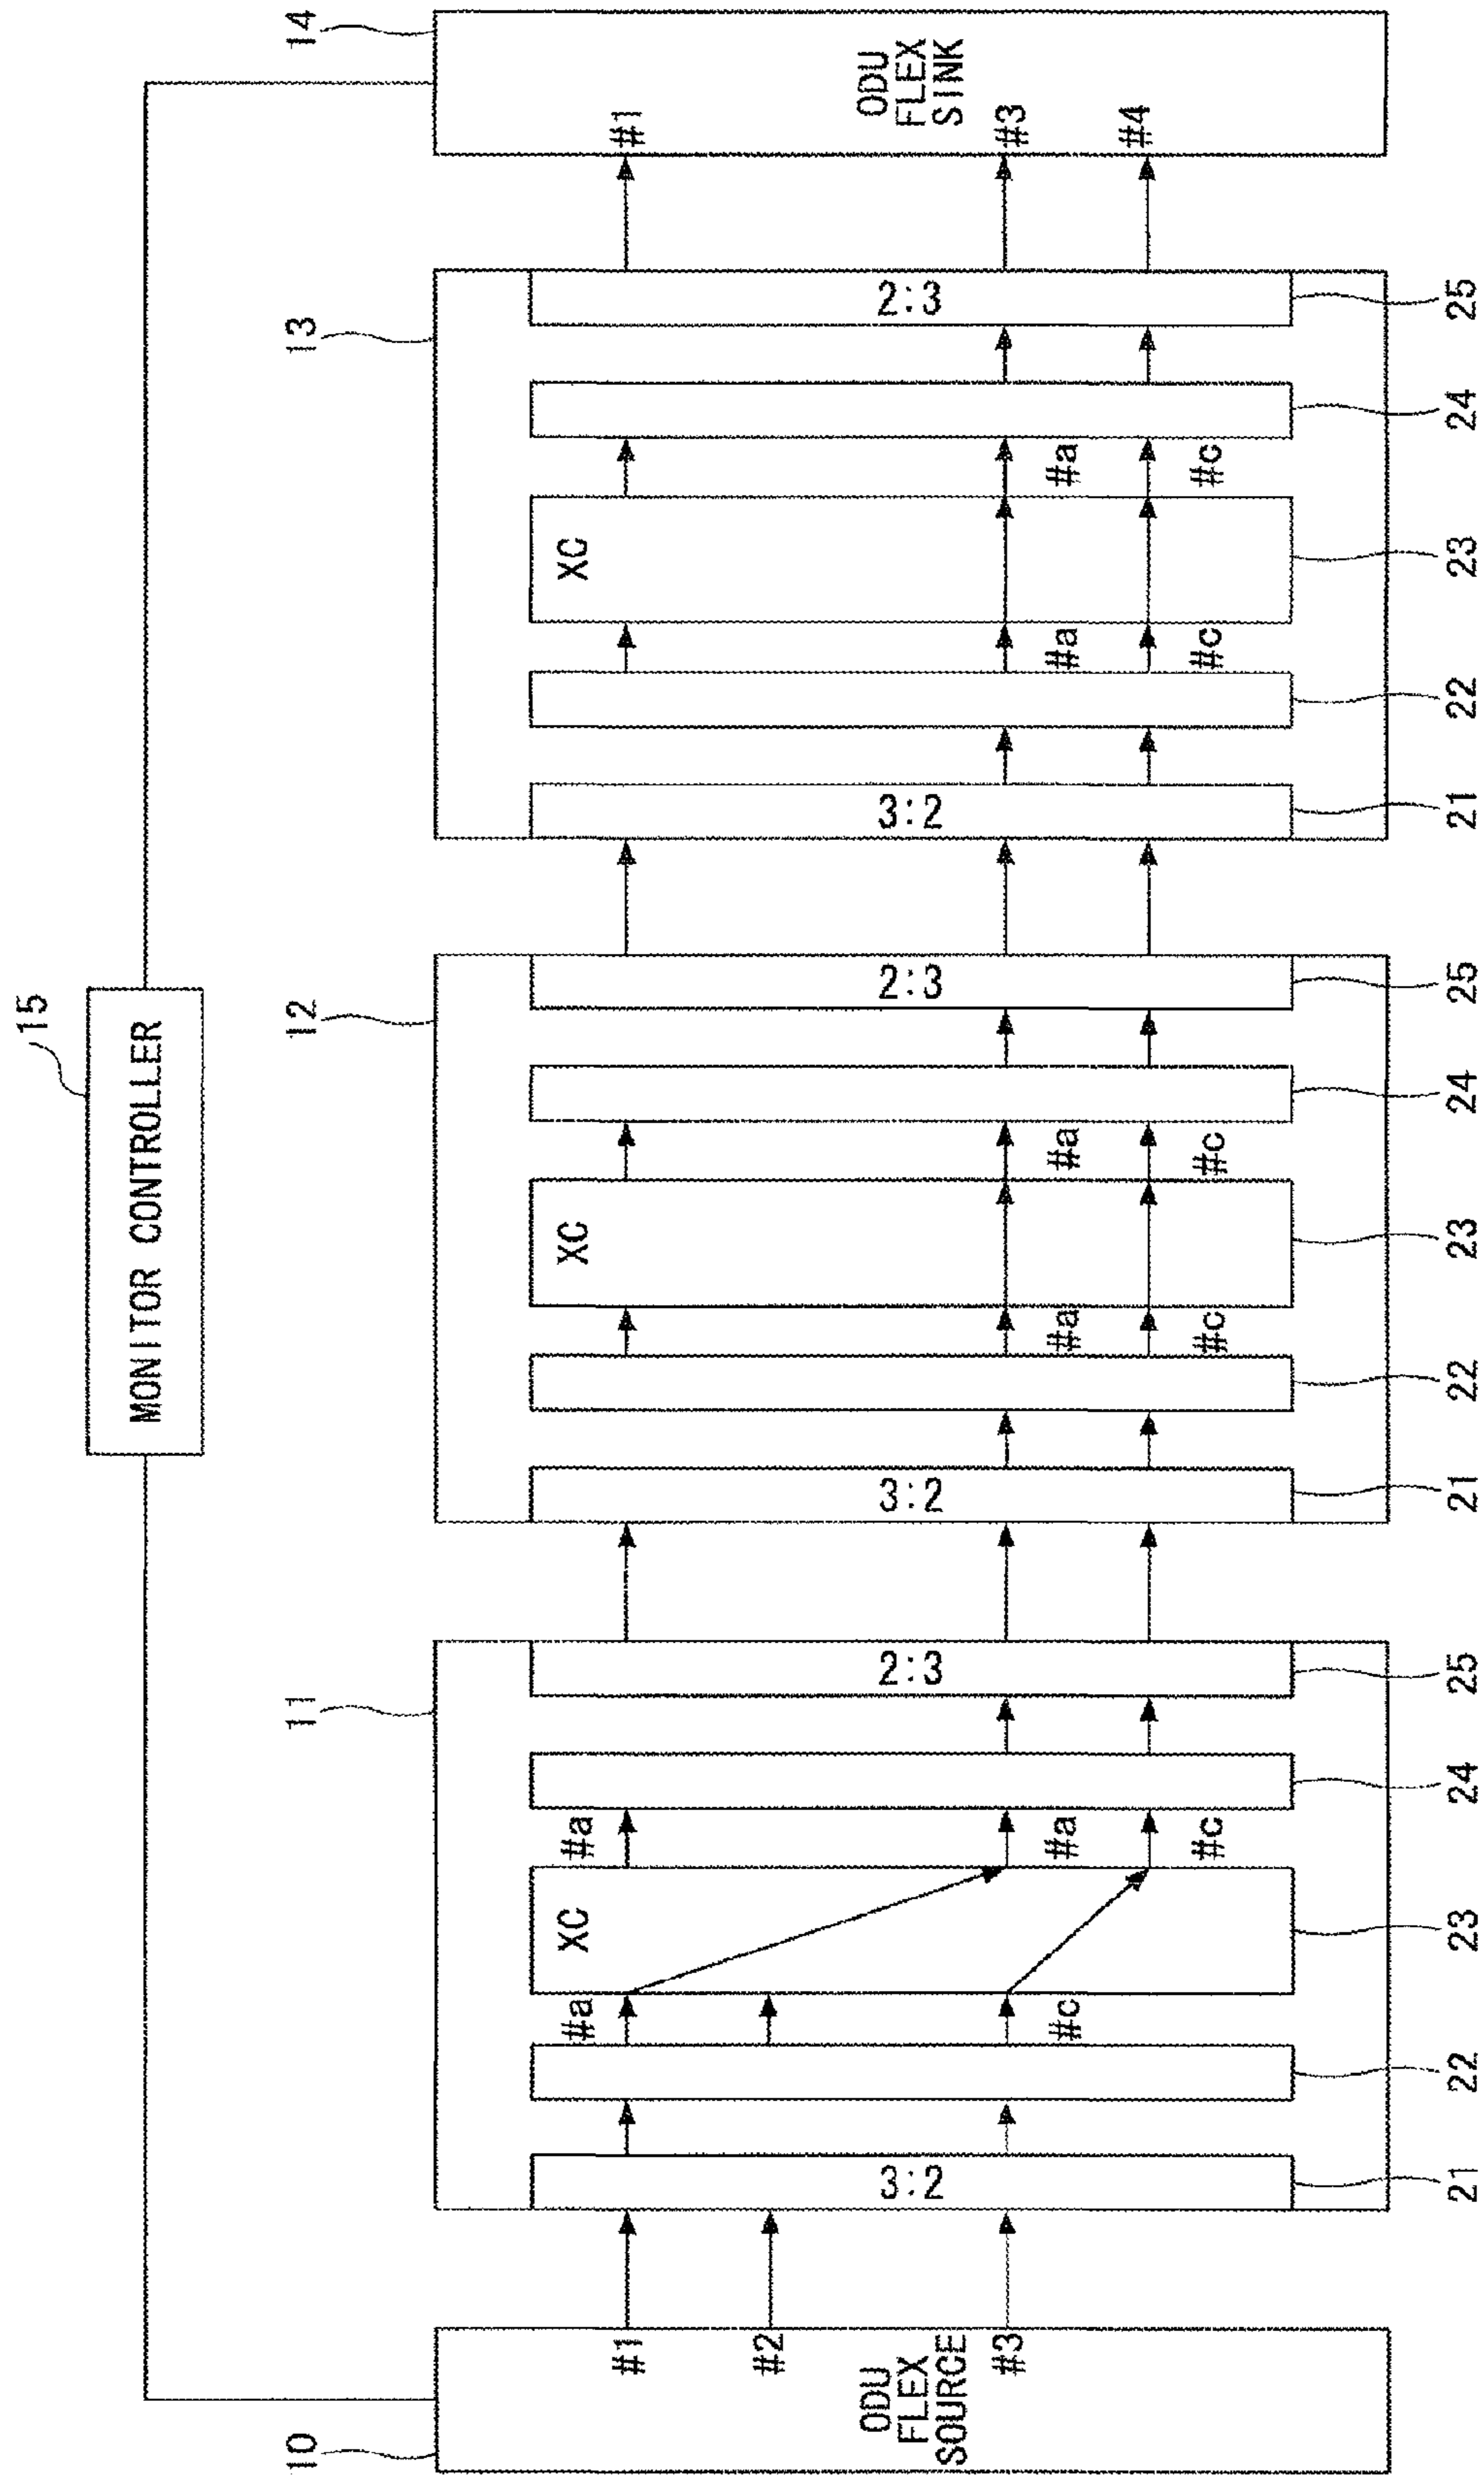 15
MONITOR CONTROLLER
10
11
12
13
14
ODU
FLEX
SOURCE
#1
#2
#3
3:2
#a
#c
XC
#a
#a
#c
2:3
3:2
#a
#c
XC
#a
#c
2:3
3:2
#a
#c
XC
#a
#c
2:3
#1
#3
#4
ODU
FLEX
SINK
21
22
23
24
25
21
22
23
24
25
21
22
23
24
25